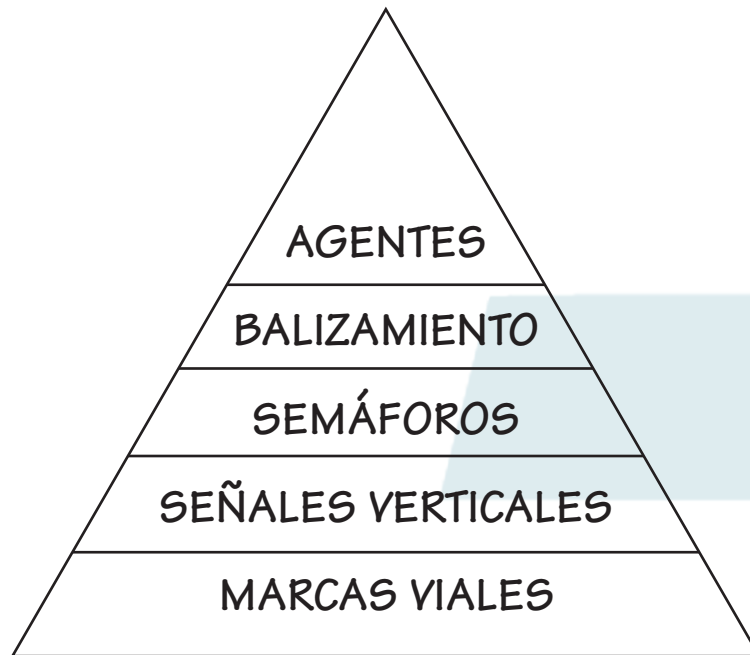 AGENTES
BALIZAMIENTO
SEMÁFOROS
SEÑALES VERTICALES
MARCAS VIALES